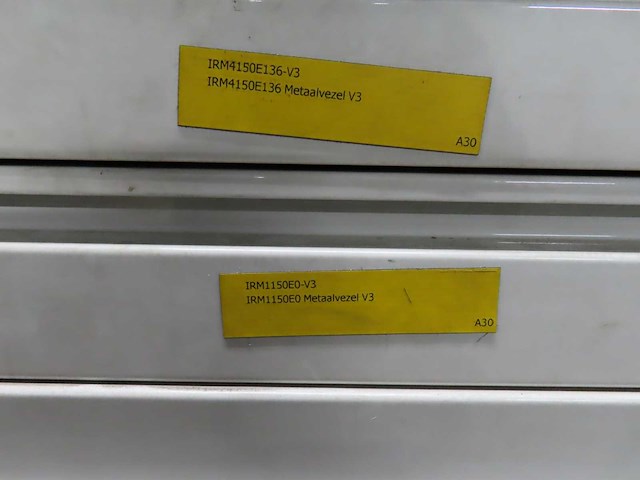 IRM4150E136-V3
IRM4150E136 Metaalvezel V3
A30
IRM1150E0-V3
IRM1150E0 Metaalvezel V3
A30